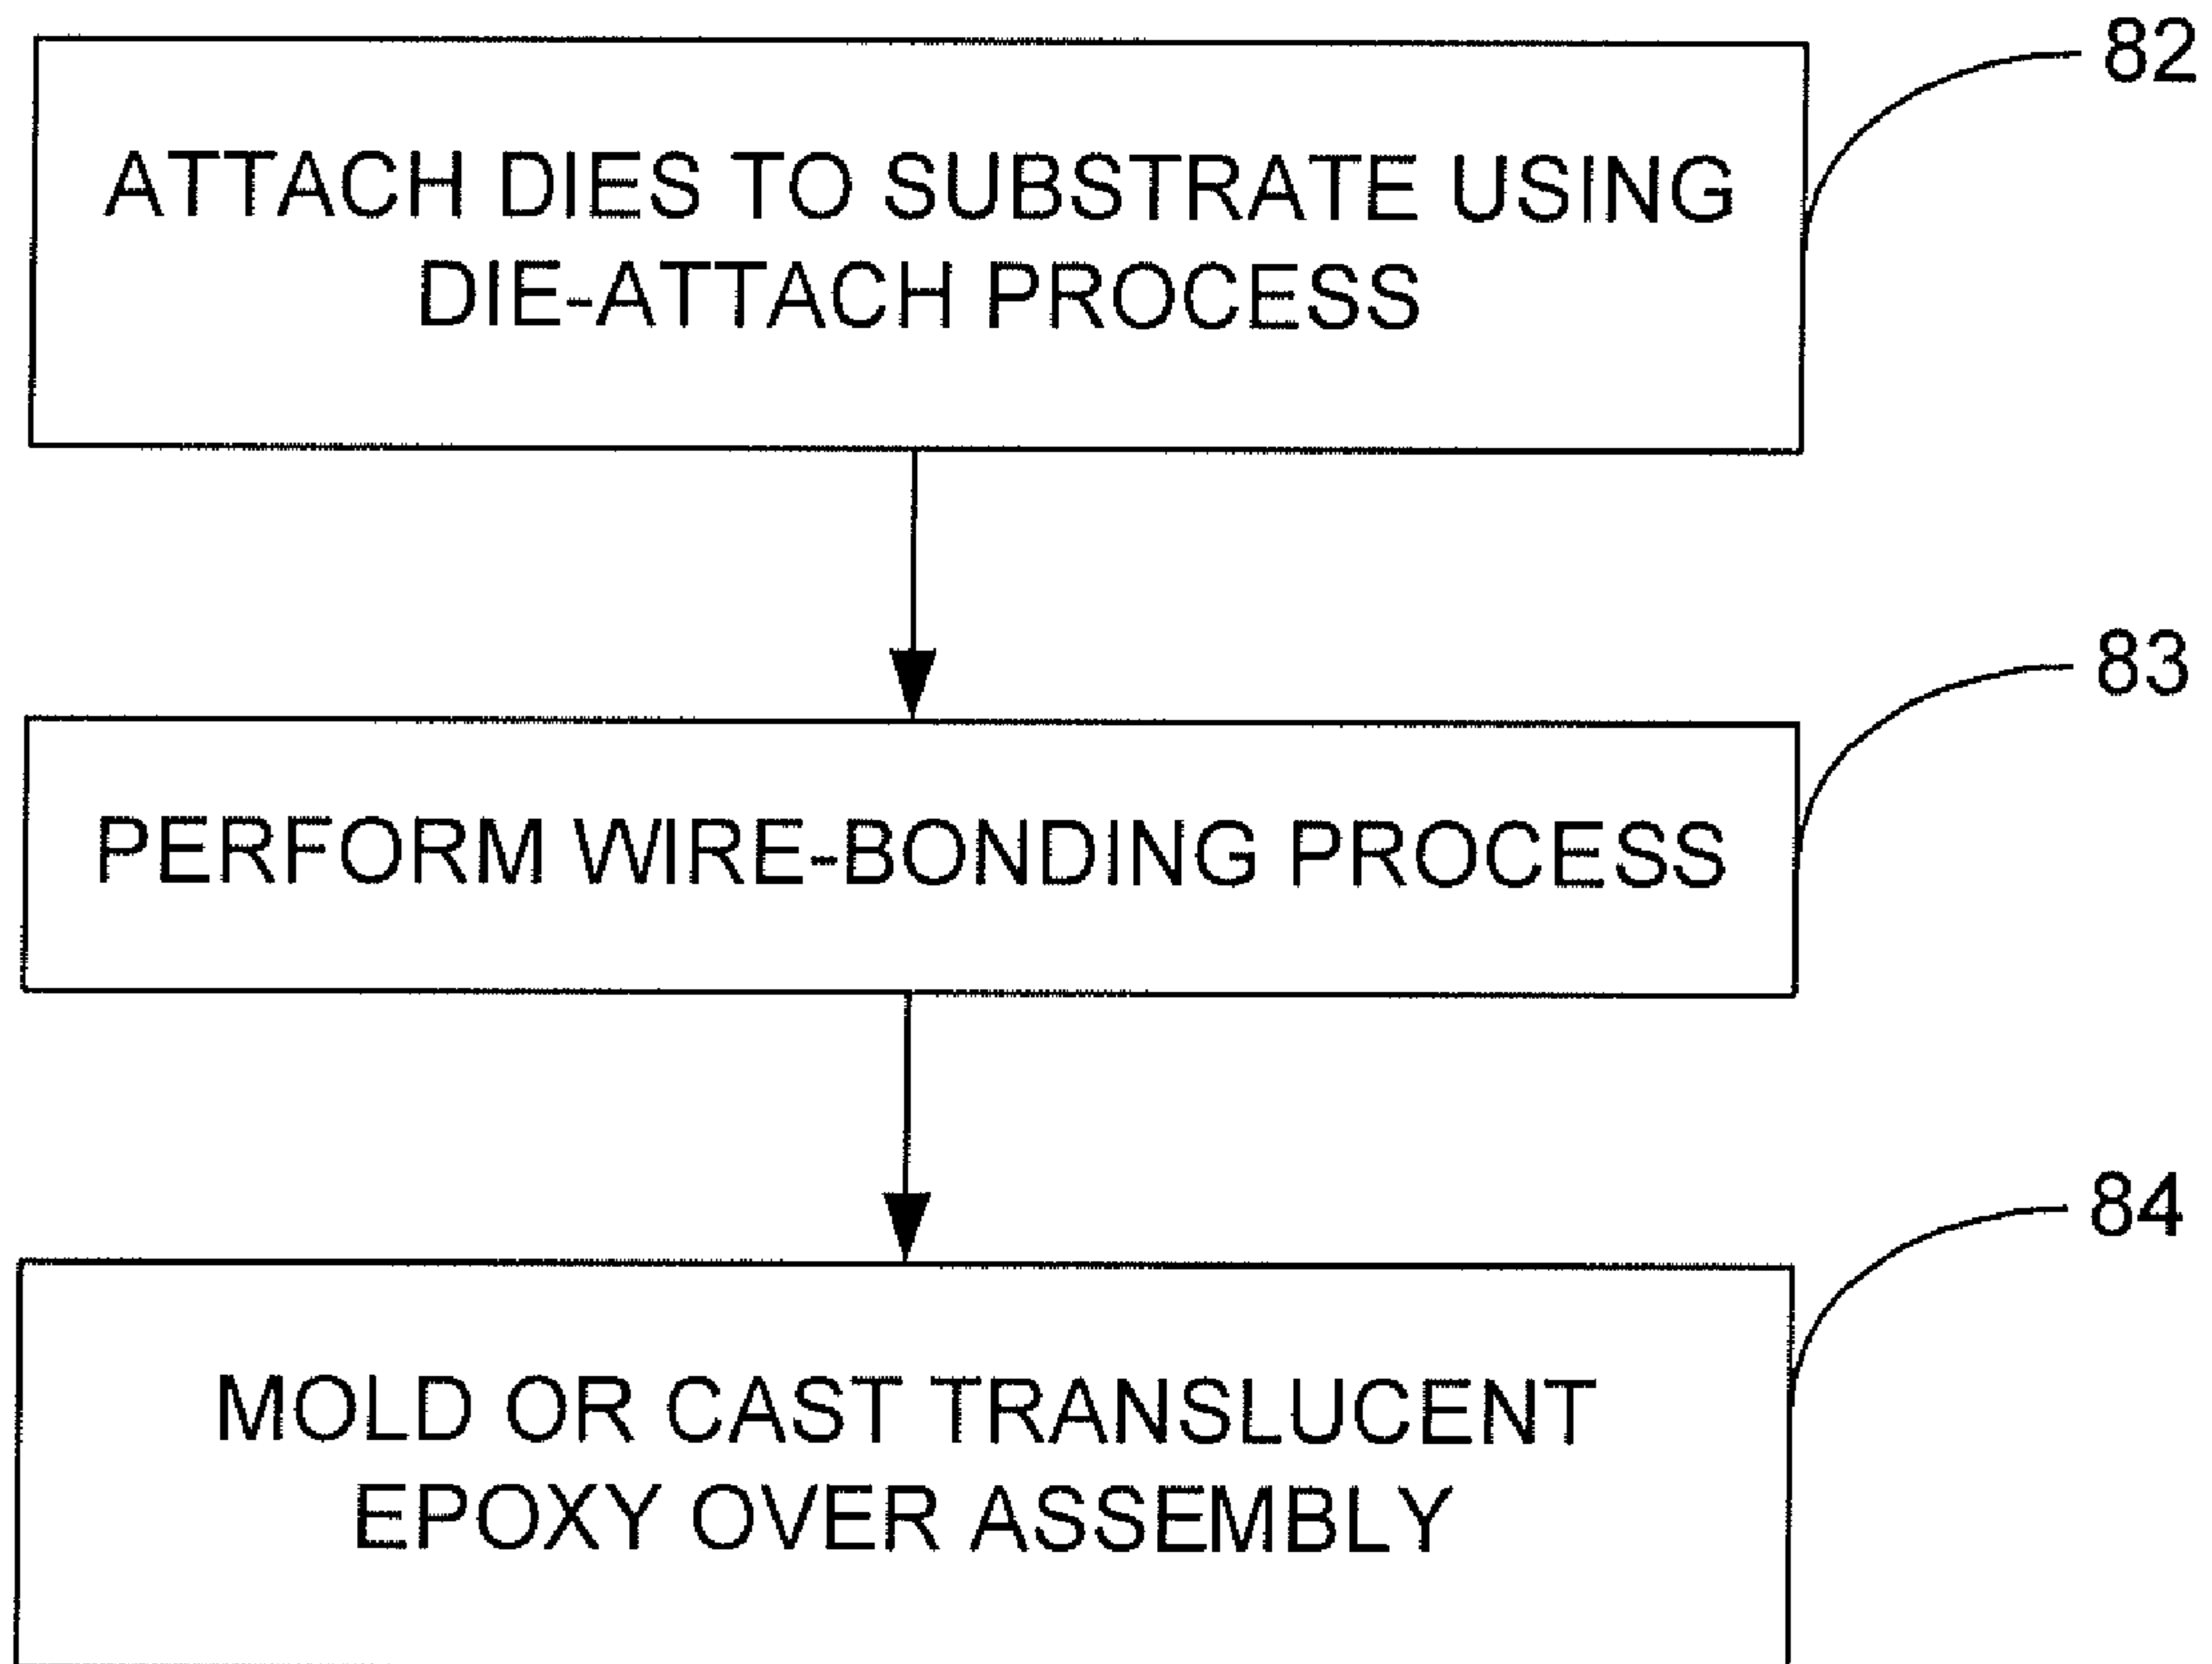 82
ATTACH DIES TO SUBSTRATE USING
DIE-ATTACH PROCESS
83
PERFORM WIRE-BONDING PROCESS
84
MOLD OR CAST TRANSLUCENT
EPOXY OVER ASSEMBLY